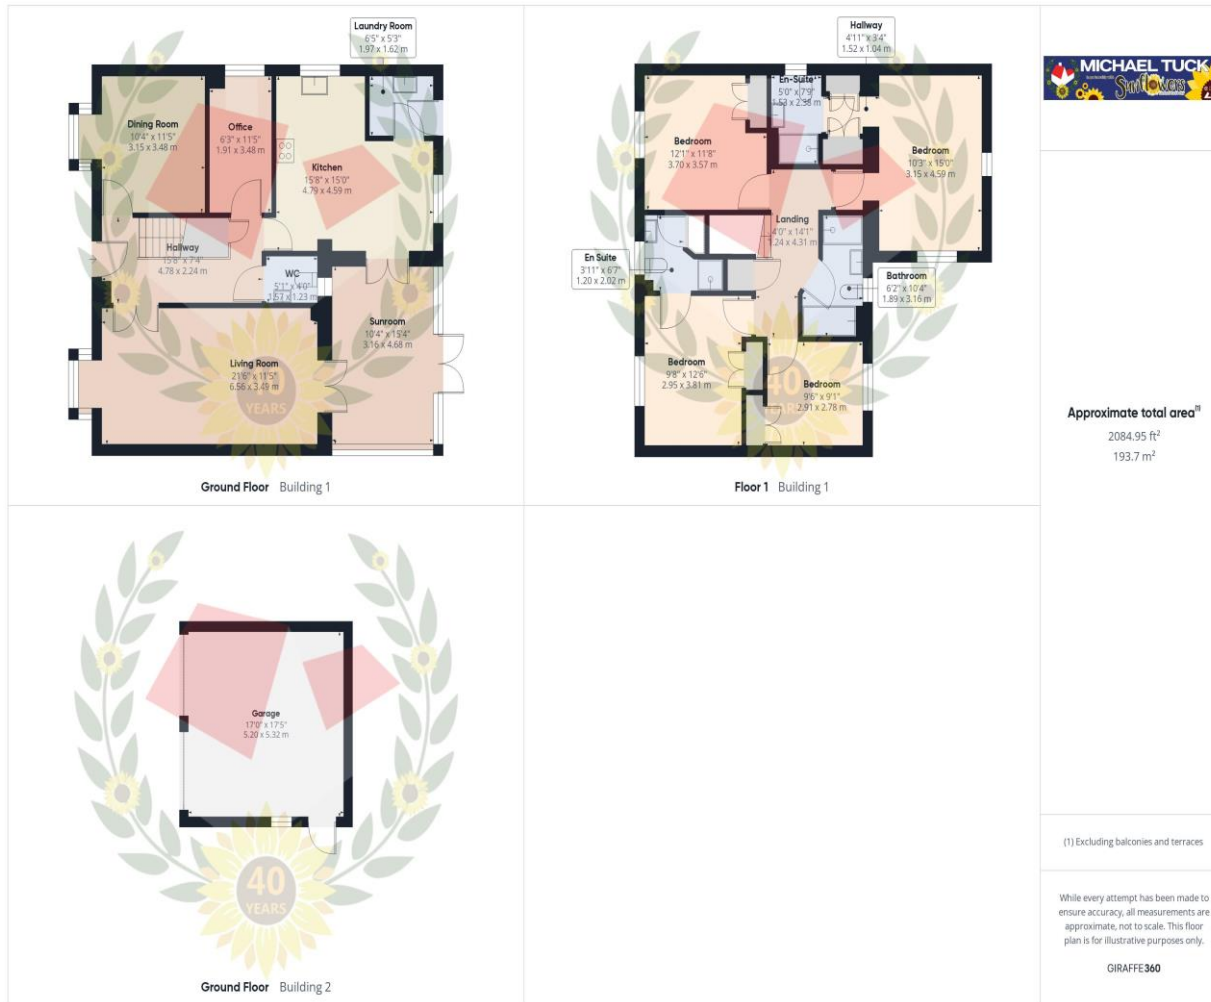 Laundry Room
6'5" x 5'3"
1.97 x 1.62 m
Dining Room
10'4" x 11'5"
3.15 x 3.48 m
Office
6'3" x 11'5"
1.91 x 3.48 m
Kitchen
15'8" x 15'0"
4.79 x 4.59 m
Hallway
15'8" x 7'4"
4.78 x 2.24 m
WC
5'1" x 4'0"
1.57 x 1.23 m
Sunroom
10'4" x 15'4"
3.16 x 4.68 m
Living Room
21'6" x 11'5"
6.56 x 3.49 m
40
YEARS
Ground Floor Building 1
Hallway
4'11" x 3'4"
1.52 x 1.04 m
En-Suite
5'0" x 7'9"
1.53 x 2.38 m
Bedroom
12'1" x 11'8"
3.70 x 3.57 m
Bedroom
10'3" x 15'0"
3.15 x 4.59 m
Landing
4'0" x 14'1"
1.24 x 4.31 m
En Suite
3'11" x 6'7"
1.20 x 2.02 m
Bathroom
6'2" x 10'4"
1.89 x 3.16 m
Bedroom
9'8" x 12'6"
2.95 x 3.81 m
Bedroom
9'6" x 9'1"
2.91 x 2.78 m
40
YEARS
Floor 1 Building 1
Garage
17'0" x 17'5"
5.20 x 5.32 m
40
YEARS
Ground Floor Building 2
MICHAEL TUCK
Sunflowers
Approximate total area(1)
2084.95 ft²
193.7 m²
(1) Excluding balconies and terraces
While every attempt has been made to
ensure accuracy, all measurements are
approximate, not to scale. This floor
plan is for illustrative purposes only.
GIRAFFE360